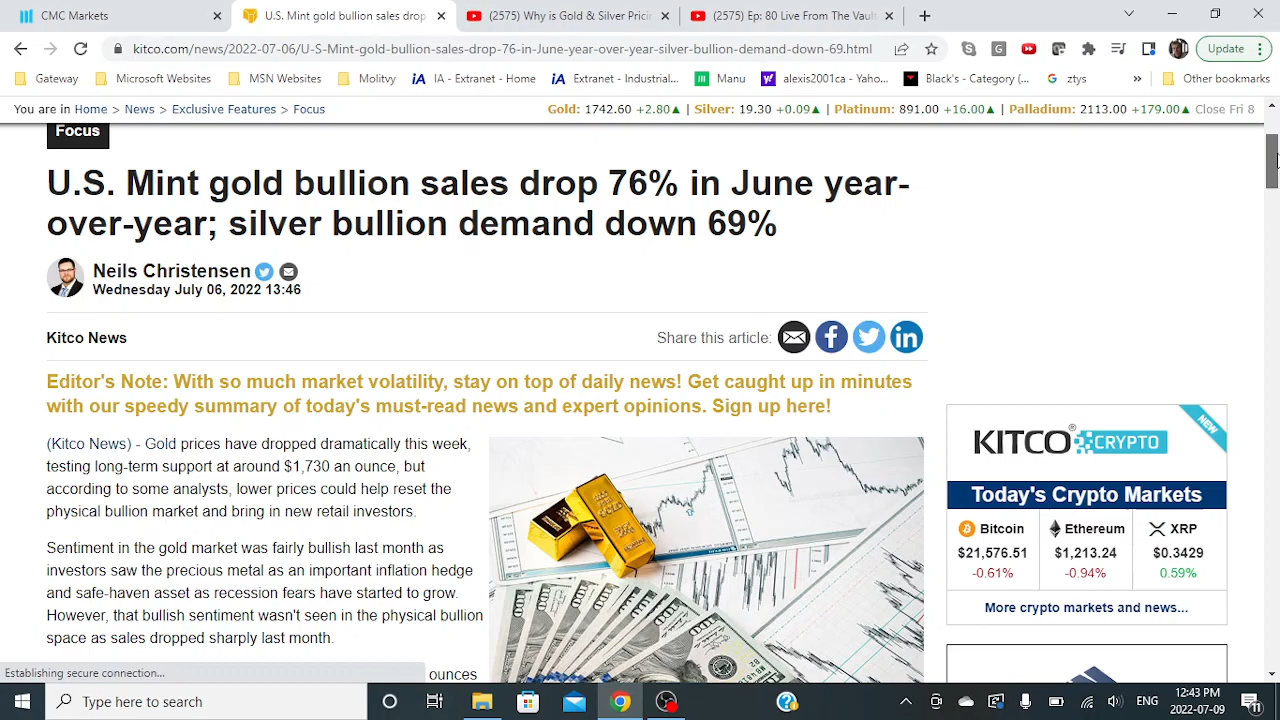 CMC Markets
U.S. Mint gold bullion sales drop
(2575) Why is Gold & Silver Pricin
(2575) Ep: 80 Live From The Vault
kitco.com/news/2022-07-06/U-S-Mint-gold-bullion-sales-drop-76-in-June-year-over-year-silver-bullion-demand-down-69.html
Update
Gateway
Microsoft Websites
MSN Websites
Molitvy
iA IA - Extranet - Home
iA Extranet - Industrial...
Manu
alexis2001ca - Yaho...
Black's - Category (...
ztys
»
Other bookmarks
You are in Home > News > Exclusive Features > Focus
Gold: 1742.60 +2.80▲ | Silver: 19.30 +0.09▲ | Platinum: 891.00 +16.00▲ | Palladium: 2113.00 +179.00▲ Close Fri 8
Focus
U.S. Mint gold bullion sales drop 76% in June year-
over-year; silver bullion demand down 69%
Neils Christensen
Wednesday July 06, 2022 13:46
Kitco News
Share this article:
Editor's Note: With so much market volatility, stay on top of daily news! Get caught up in minutes
with our speedy summary of today's must-read news and expert opinions. Sign up here!
(Kitco News) - Gold prices have dropped dramatically this week,
testing long-term support at around $1,730 an ounce, but
according to some analysts, lower prices could help reset the
physical bullion market and bring in new retail investors.
Sentiment in the gold market was fairly bullish last month as
investors saw the precious metal as an important inflation hedge
and safe-haven asset as recession fears have started to grow.
However, that bullish sentiment wasn't seen in the physical bullion
space as sales dropped sharply last month.
ounces
NEW
KITCO® CRYPTO
Today's Crypto Markets
Bitcoin
$21,576.51
-0.61%
Ethereum
$1,213.24
-0.94%
XRP
$0.3429
0.59%
More crypto markets and news...
Establishing secure connection...
Type here to search
ENG
12:43 PM
2022-07-09
11